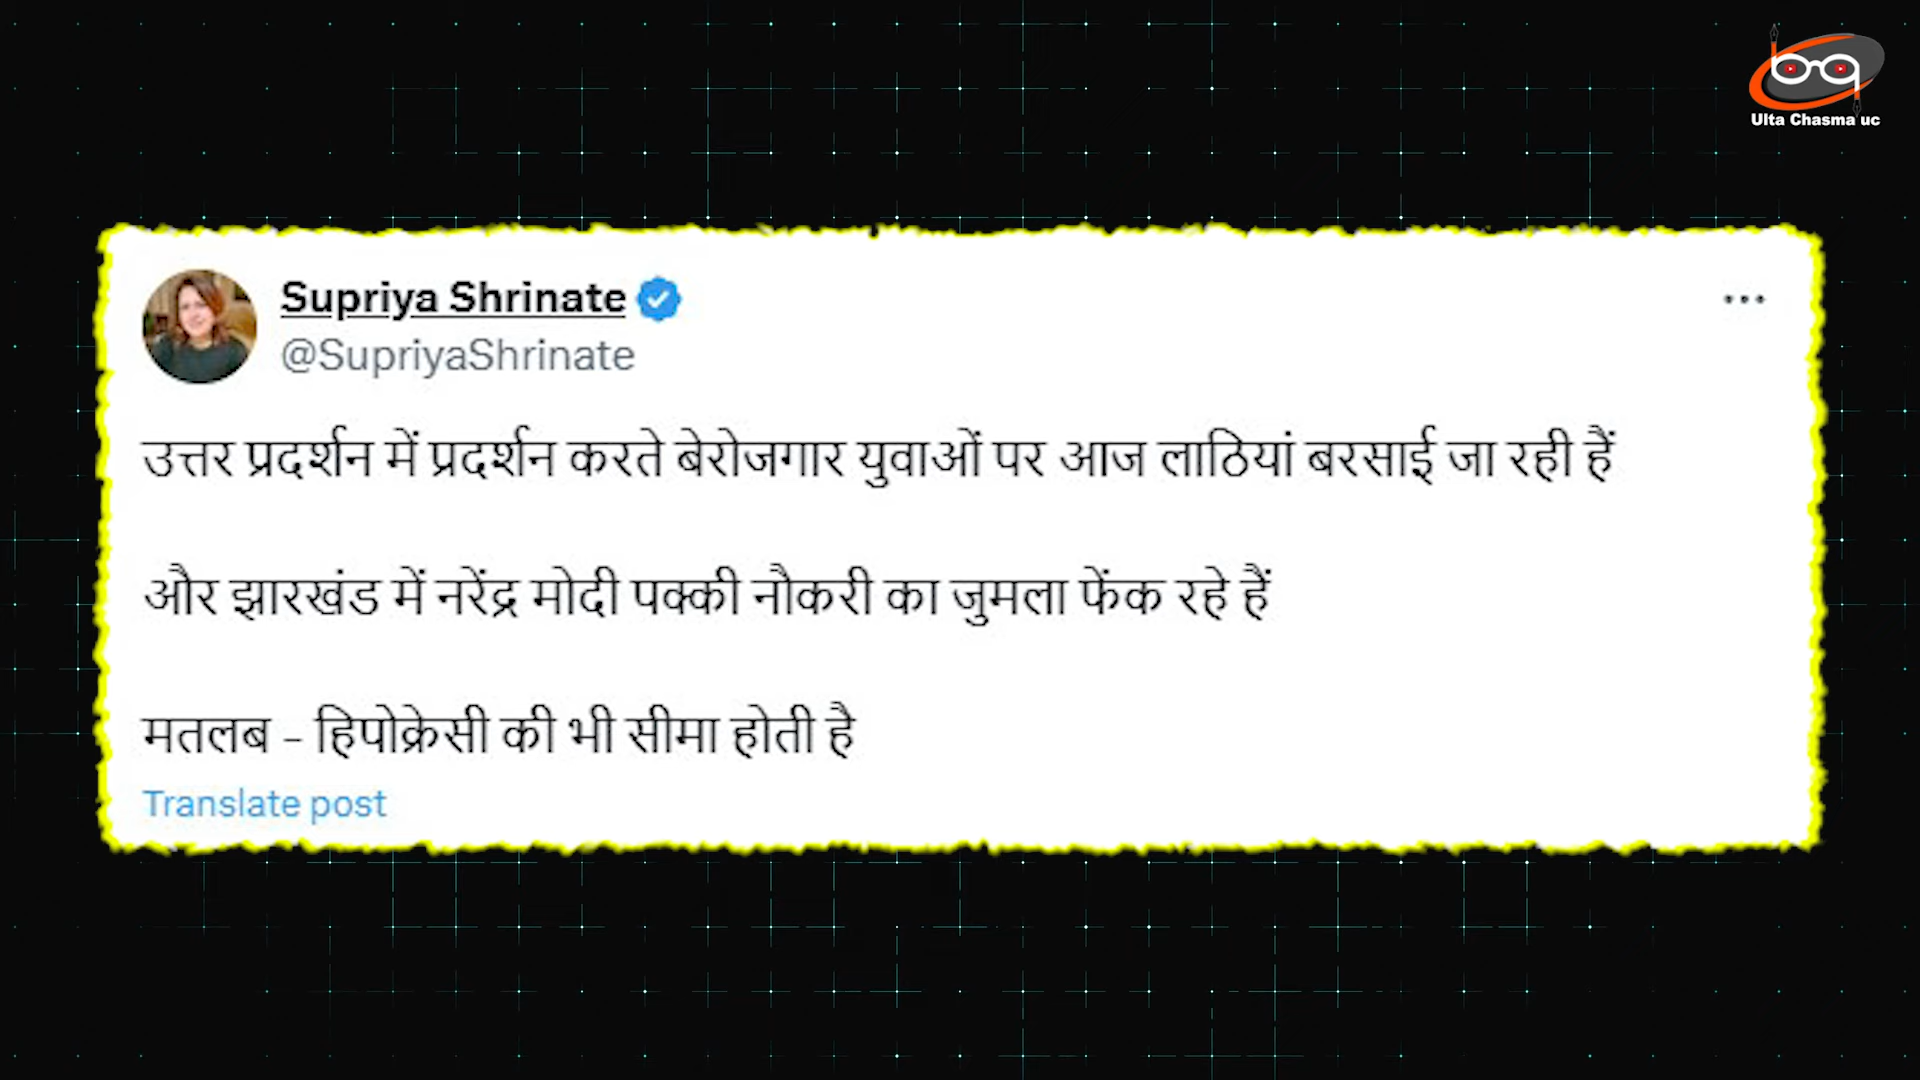 Ulta Chasma uc
Supriya Shrinate
@SupriyaShrinate
उत्तर प्रदर्शन में प्रदर्शन करते बेरोजगार युवाओं पर आज लाठियां बरसाई जा रही हैं
और झारखंड में नरेंद्र मोदी पक्की नौकरी का जुमला फेंक रहे हैं
मतलब - हिपोक्रेसी की भी सीमा होती है
Translate post